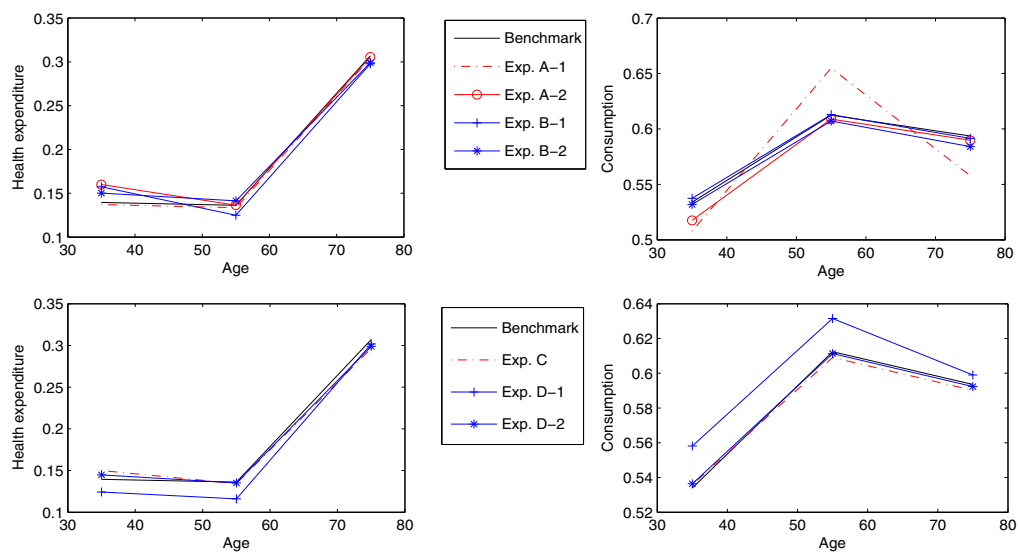 Health expenditure
0.35
0.3
0.25
0.2
0.15
0.1
30 40 50 60 70 80
Age
Benchmark
Exp. A-1
Exp. A-2
Exp. B-1
Exp. B-2
Consumption
0.7
0.65
0.6
0.55
0.5
30 40 50 60 70 80
Age
Health expenditure
0.35
0.3
0.25
0.2
0.15
0.1
30 40 50 60 70 80
Age
Benchmark
Exp. C
Exp. D-1
Exp. D-2
Consumption
0.64
0.62
0.6
0.58
0.56
0.54
0.52
30 40 50 60 70 80
Age